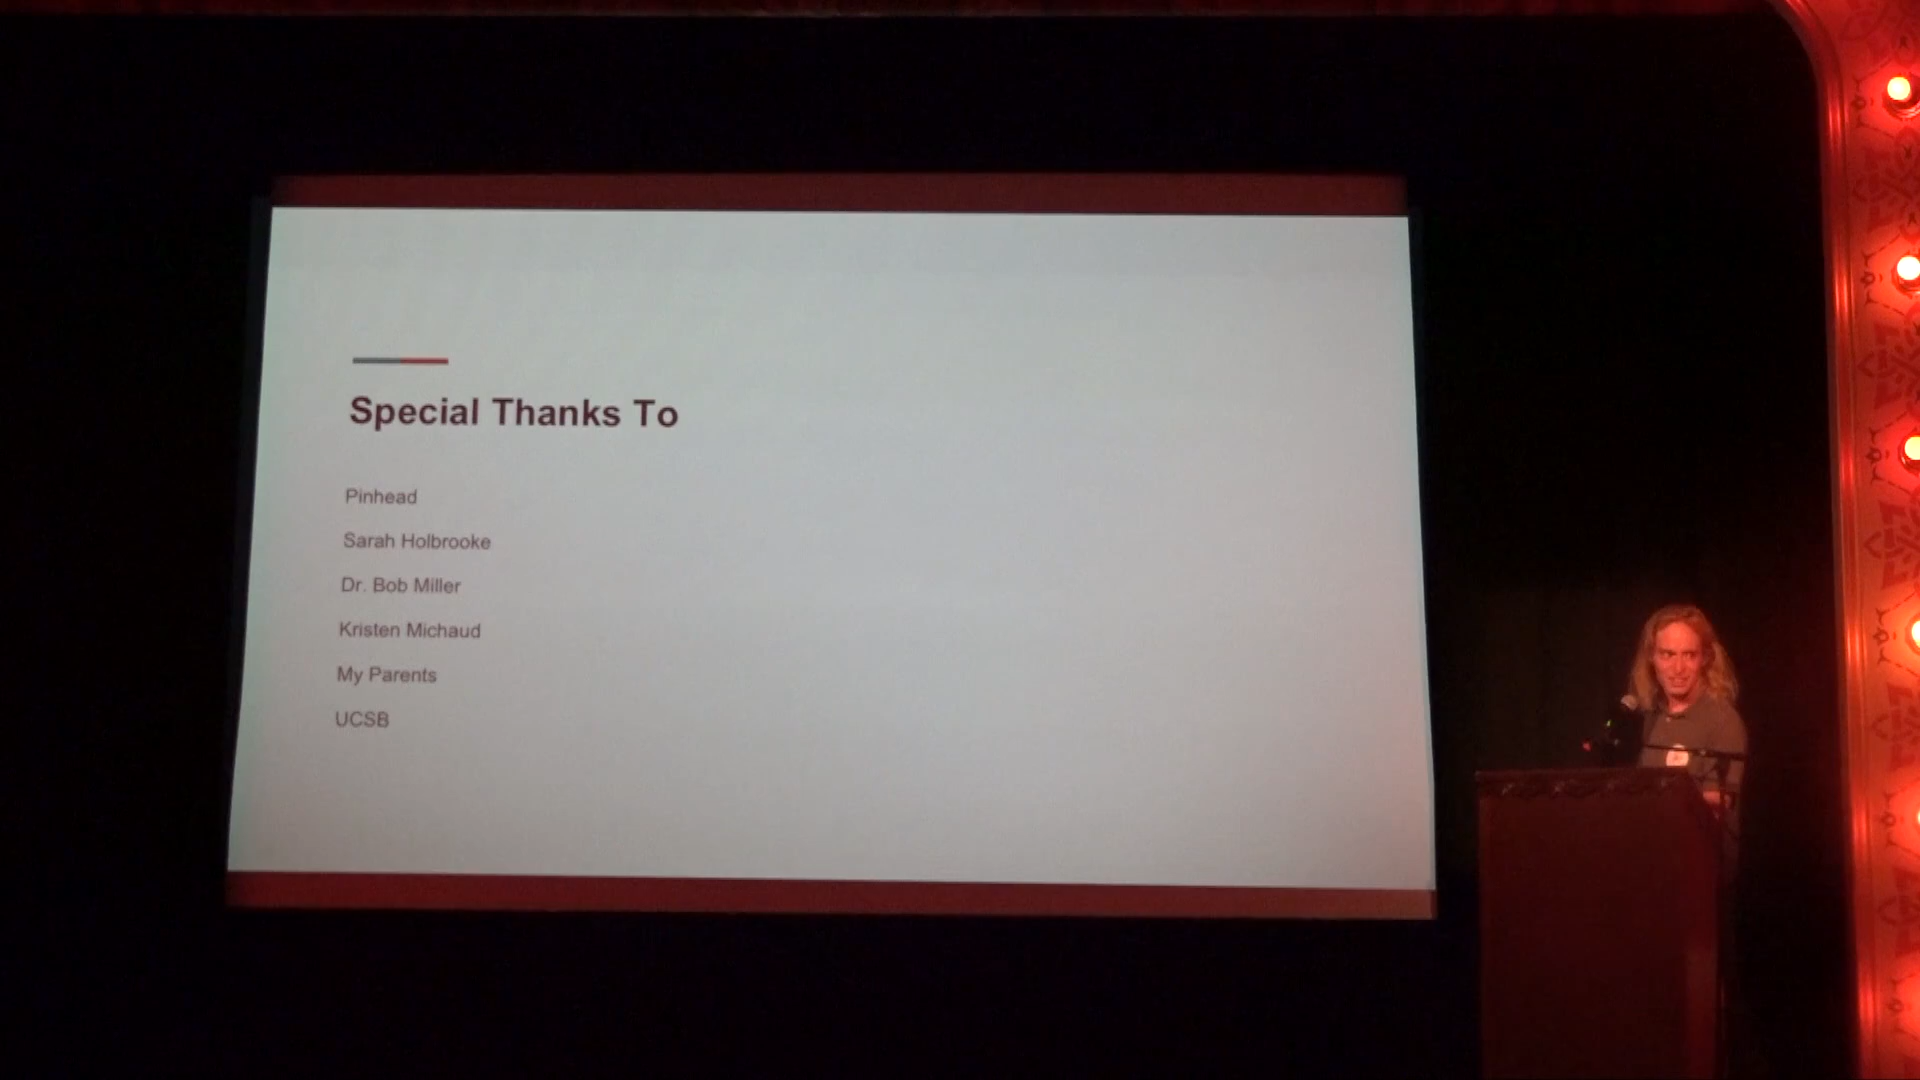 Special Thanks To
Pinhead
Sarah Holbrooke
Dr. Bob Miller
Kristen Michaud
My Parents
UCSB